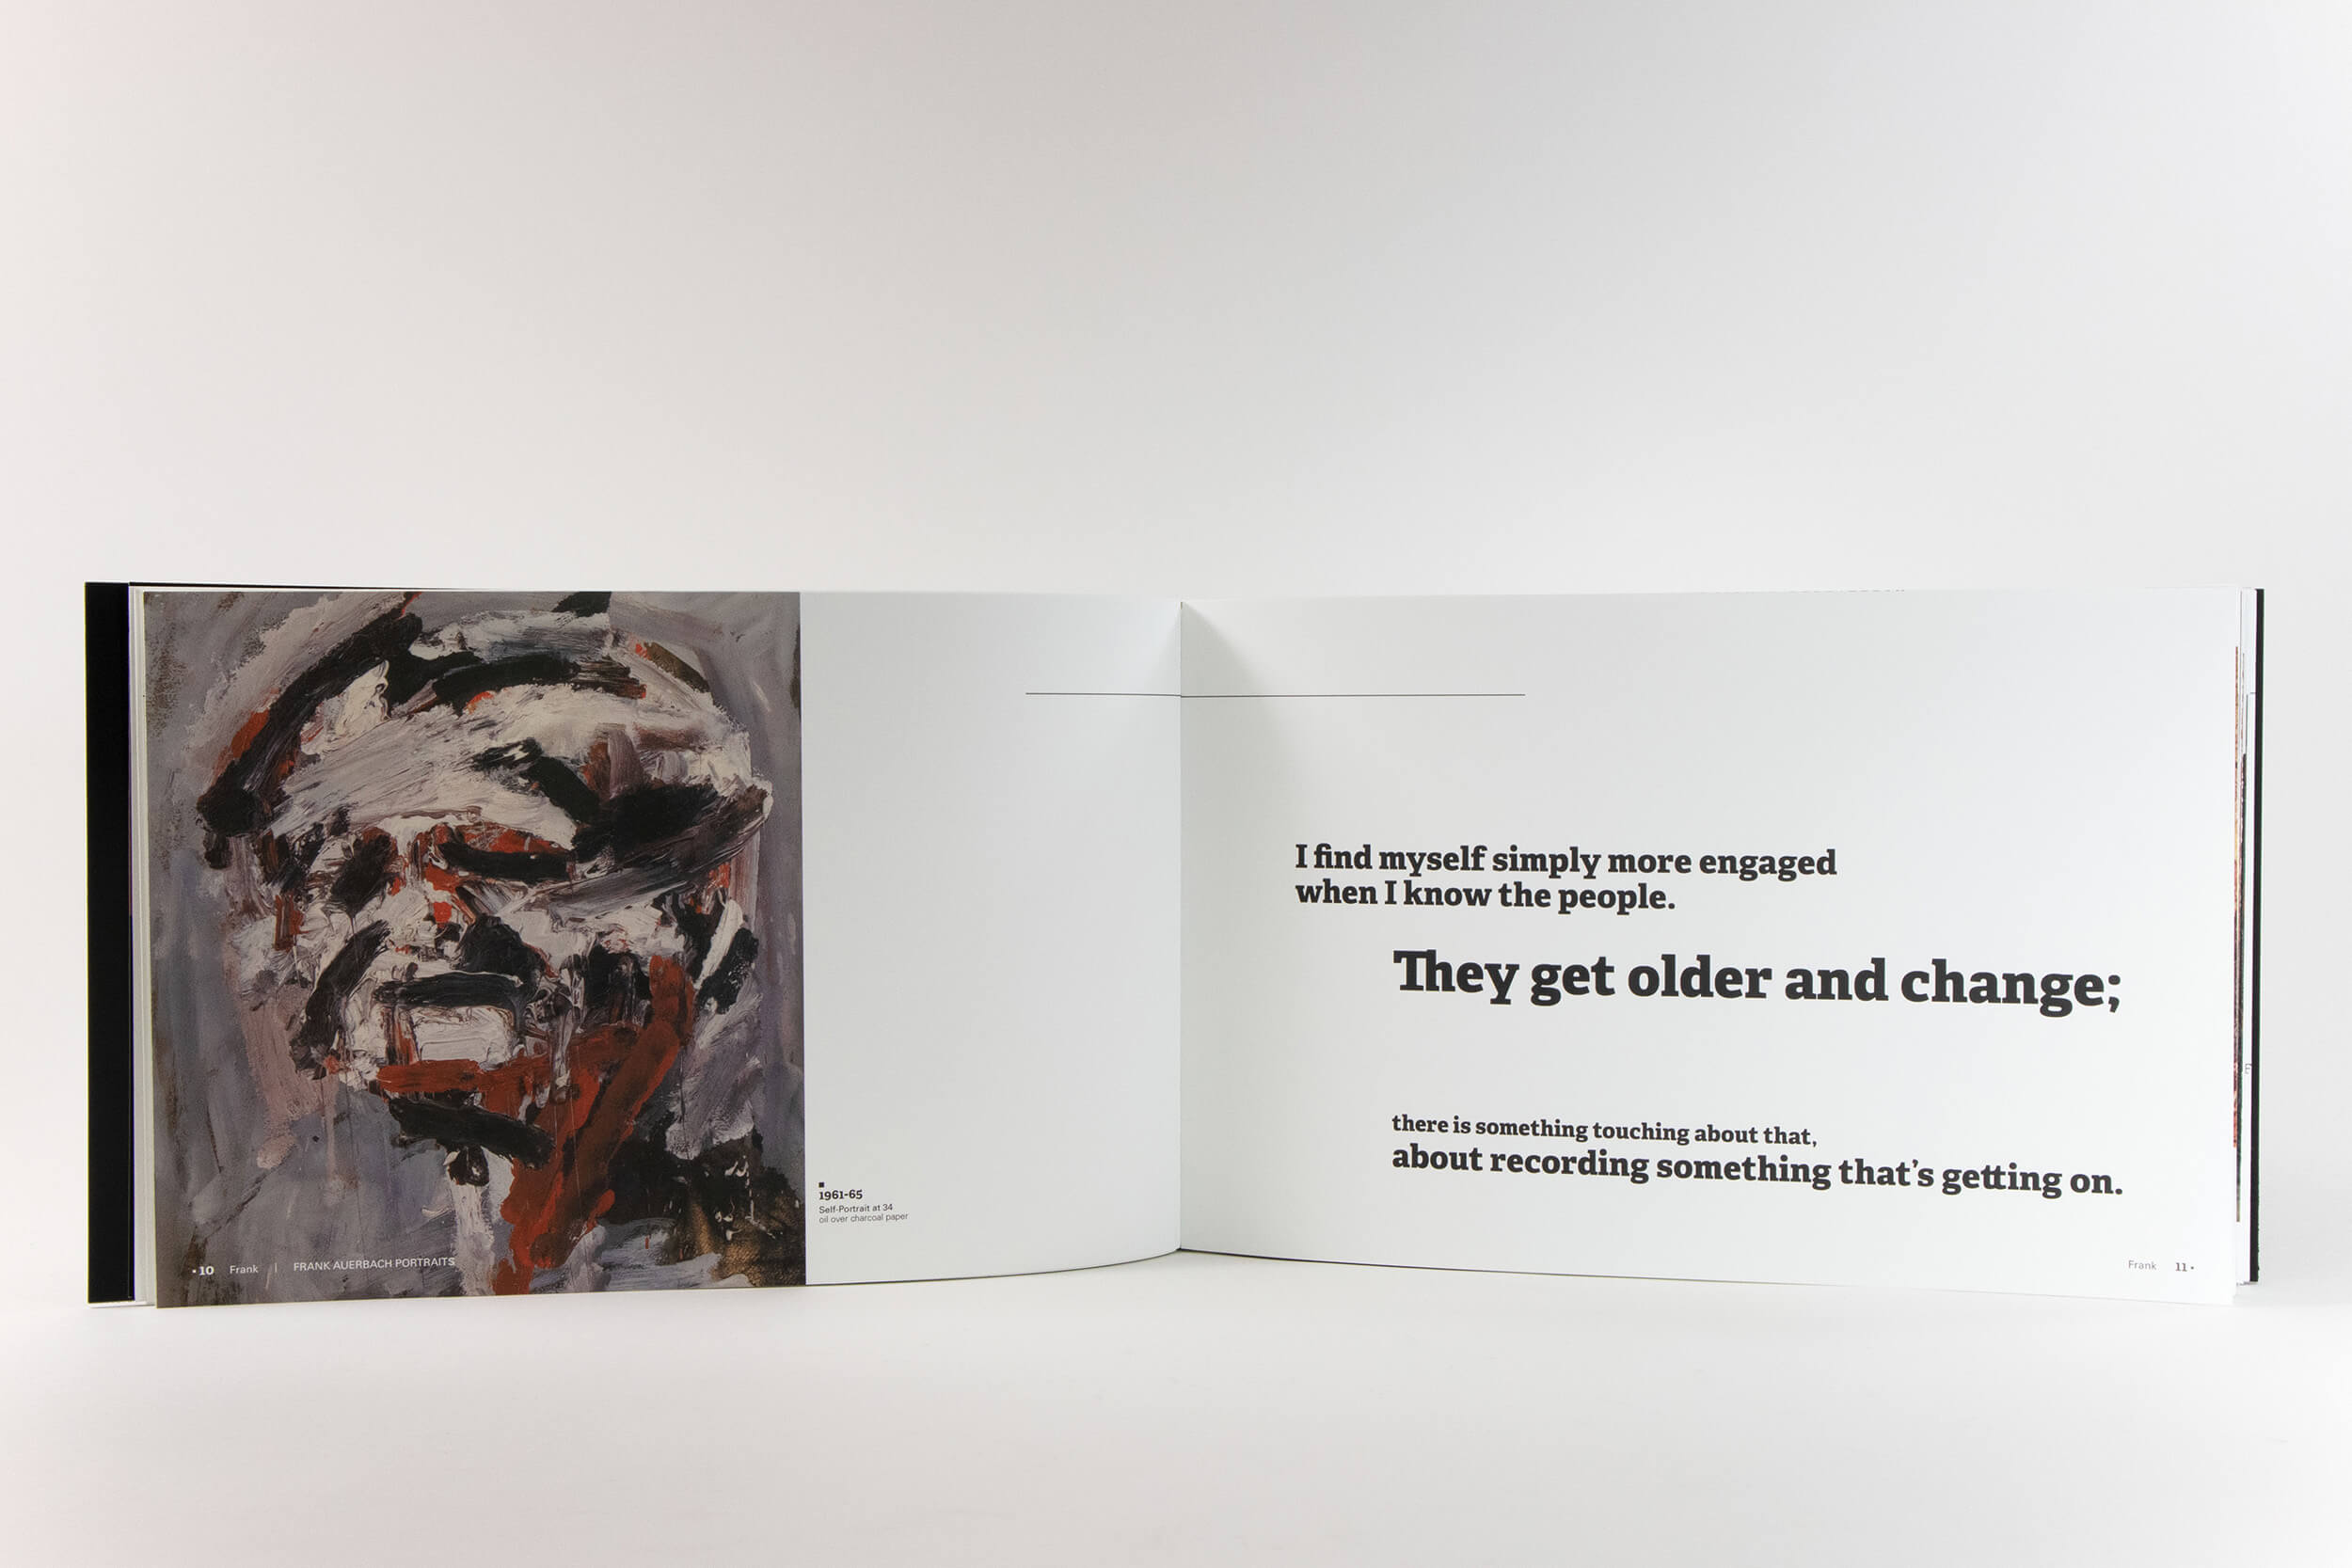 1961-65
Self-Portrait at 34
oil over charcoal paper
10 Frank | FRANK AUERBACH PORTRAITS
I find myself simply more engaged
when I know the people.
They get older and change;
there is something touching about that,
about recording something that's getting on.
Frank 11